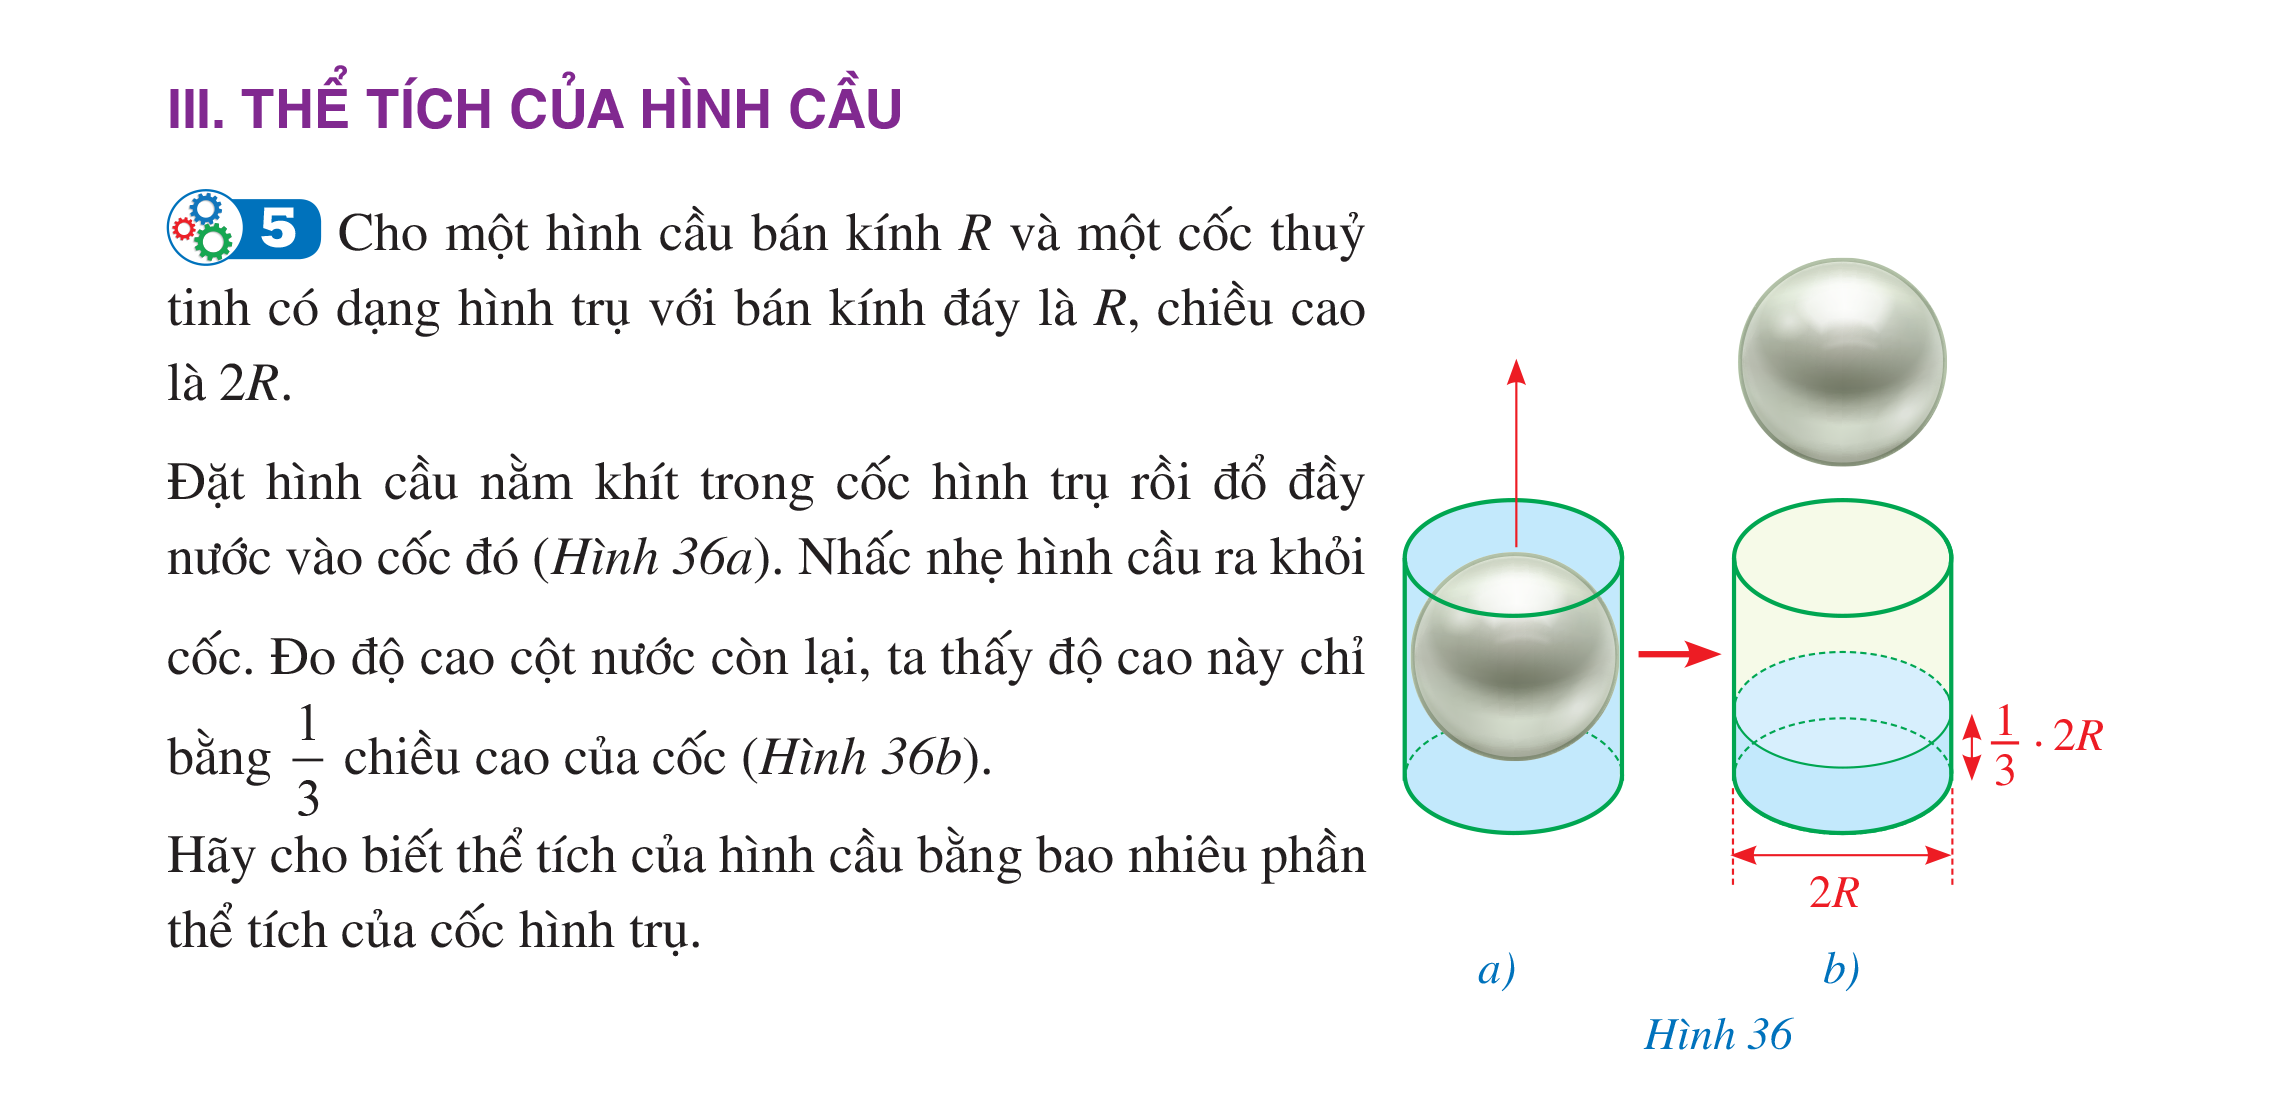 III. THỂ TÍCH CỦA HÌNH CẦU
5 Cho một hình cầu bán kính R và một cốc thuỷ
tinh có dạng hình trụ với bán kính đáy là R, chiều cao
là 2R.
Đặt hình cầu nằm khít trong cốc hình trụ rồi đổ đầy
nước vào cốc đó (Hình 36a). Nhấc nhẹ hình cầu ra khỏi
cốc. Đo độ cao cột nước còn lại, ta thấy độ cao này chỉ
bằng 1/3 chiều cao của cốc (Hình 36b).
Hãy cho biết thể tích của hình cầu bằng bao nhiêu phần
thể tích của cốc hình trụ.
1/3 · 2R
2R
a)
b)
Hình 36